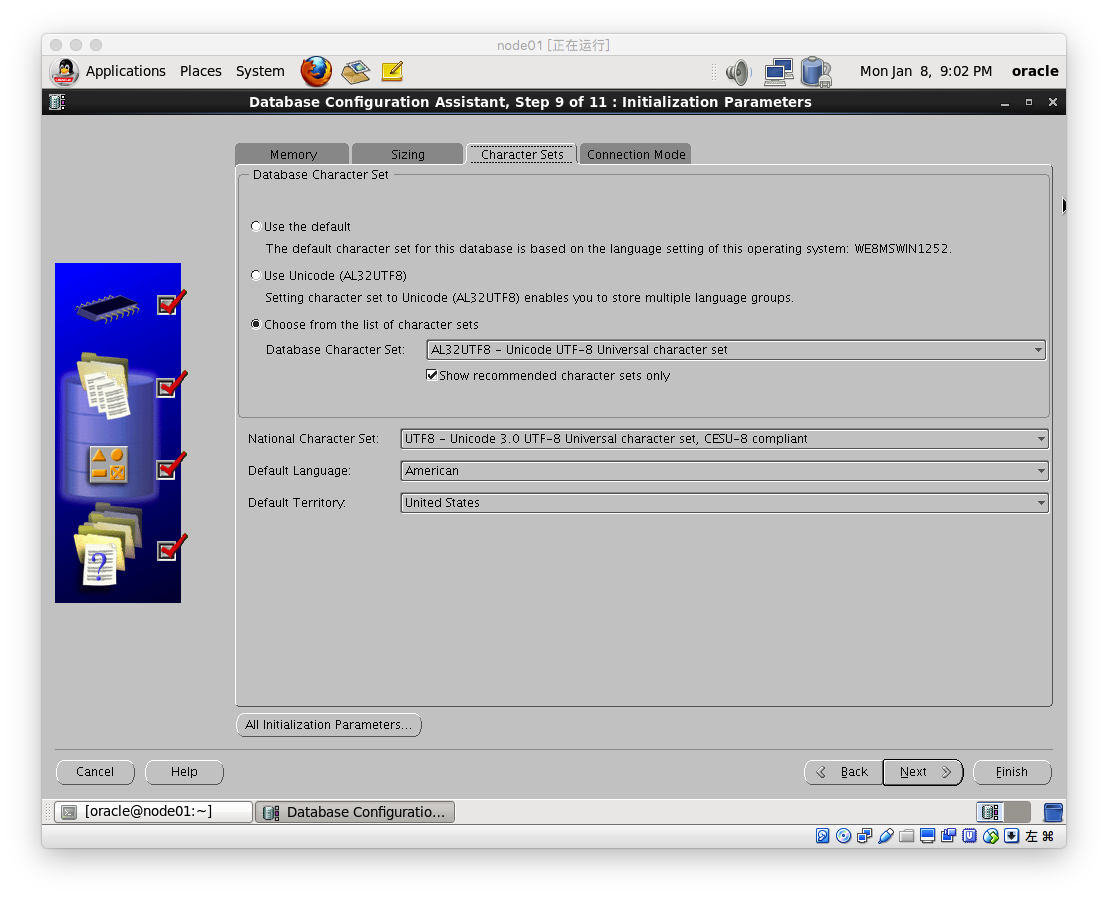 node01 [正在运行]
Applications Places System Mon Jan 8, 9:02 PM oracle
Database Configuration Assistant, Step 9 of 11 : Initialization Parameters
Memory Sizing Character Sets Connection Mode
Database Character Set
Use the default
The default character set for this database is based on the language setting of this operating system: WE8MSWIN1252.
Use Unicode (AL32UTF8)
Setting character set to Unicode (AL32UTF8) enables you to store multiple language groups.
Choose from the list of character sets
Database Character Set: AL32UTF8 - Unicode UTF-8 Universal character set
Show recommended character sets only
National Character Set: UTF8 - Unicode 3.0 UTF-8 Universal character set, CESU-8 compliant
Default Language: American
Default Territory: United States
?
All Initialization Parameters...
Cancel Help Back Next Finish
[oracle@node01:~] Database Configuratio...
左 ⌘